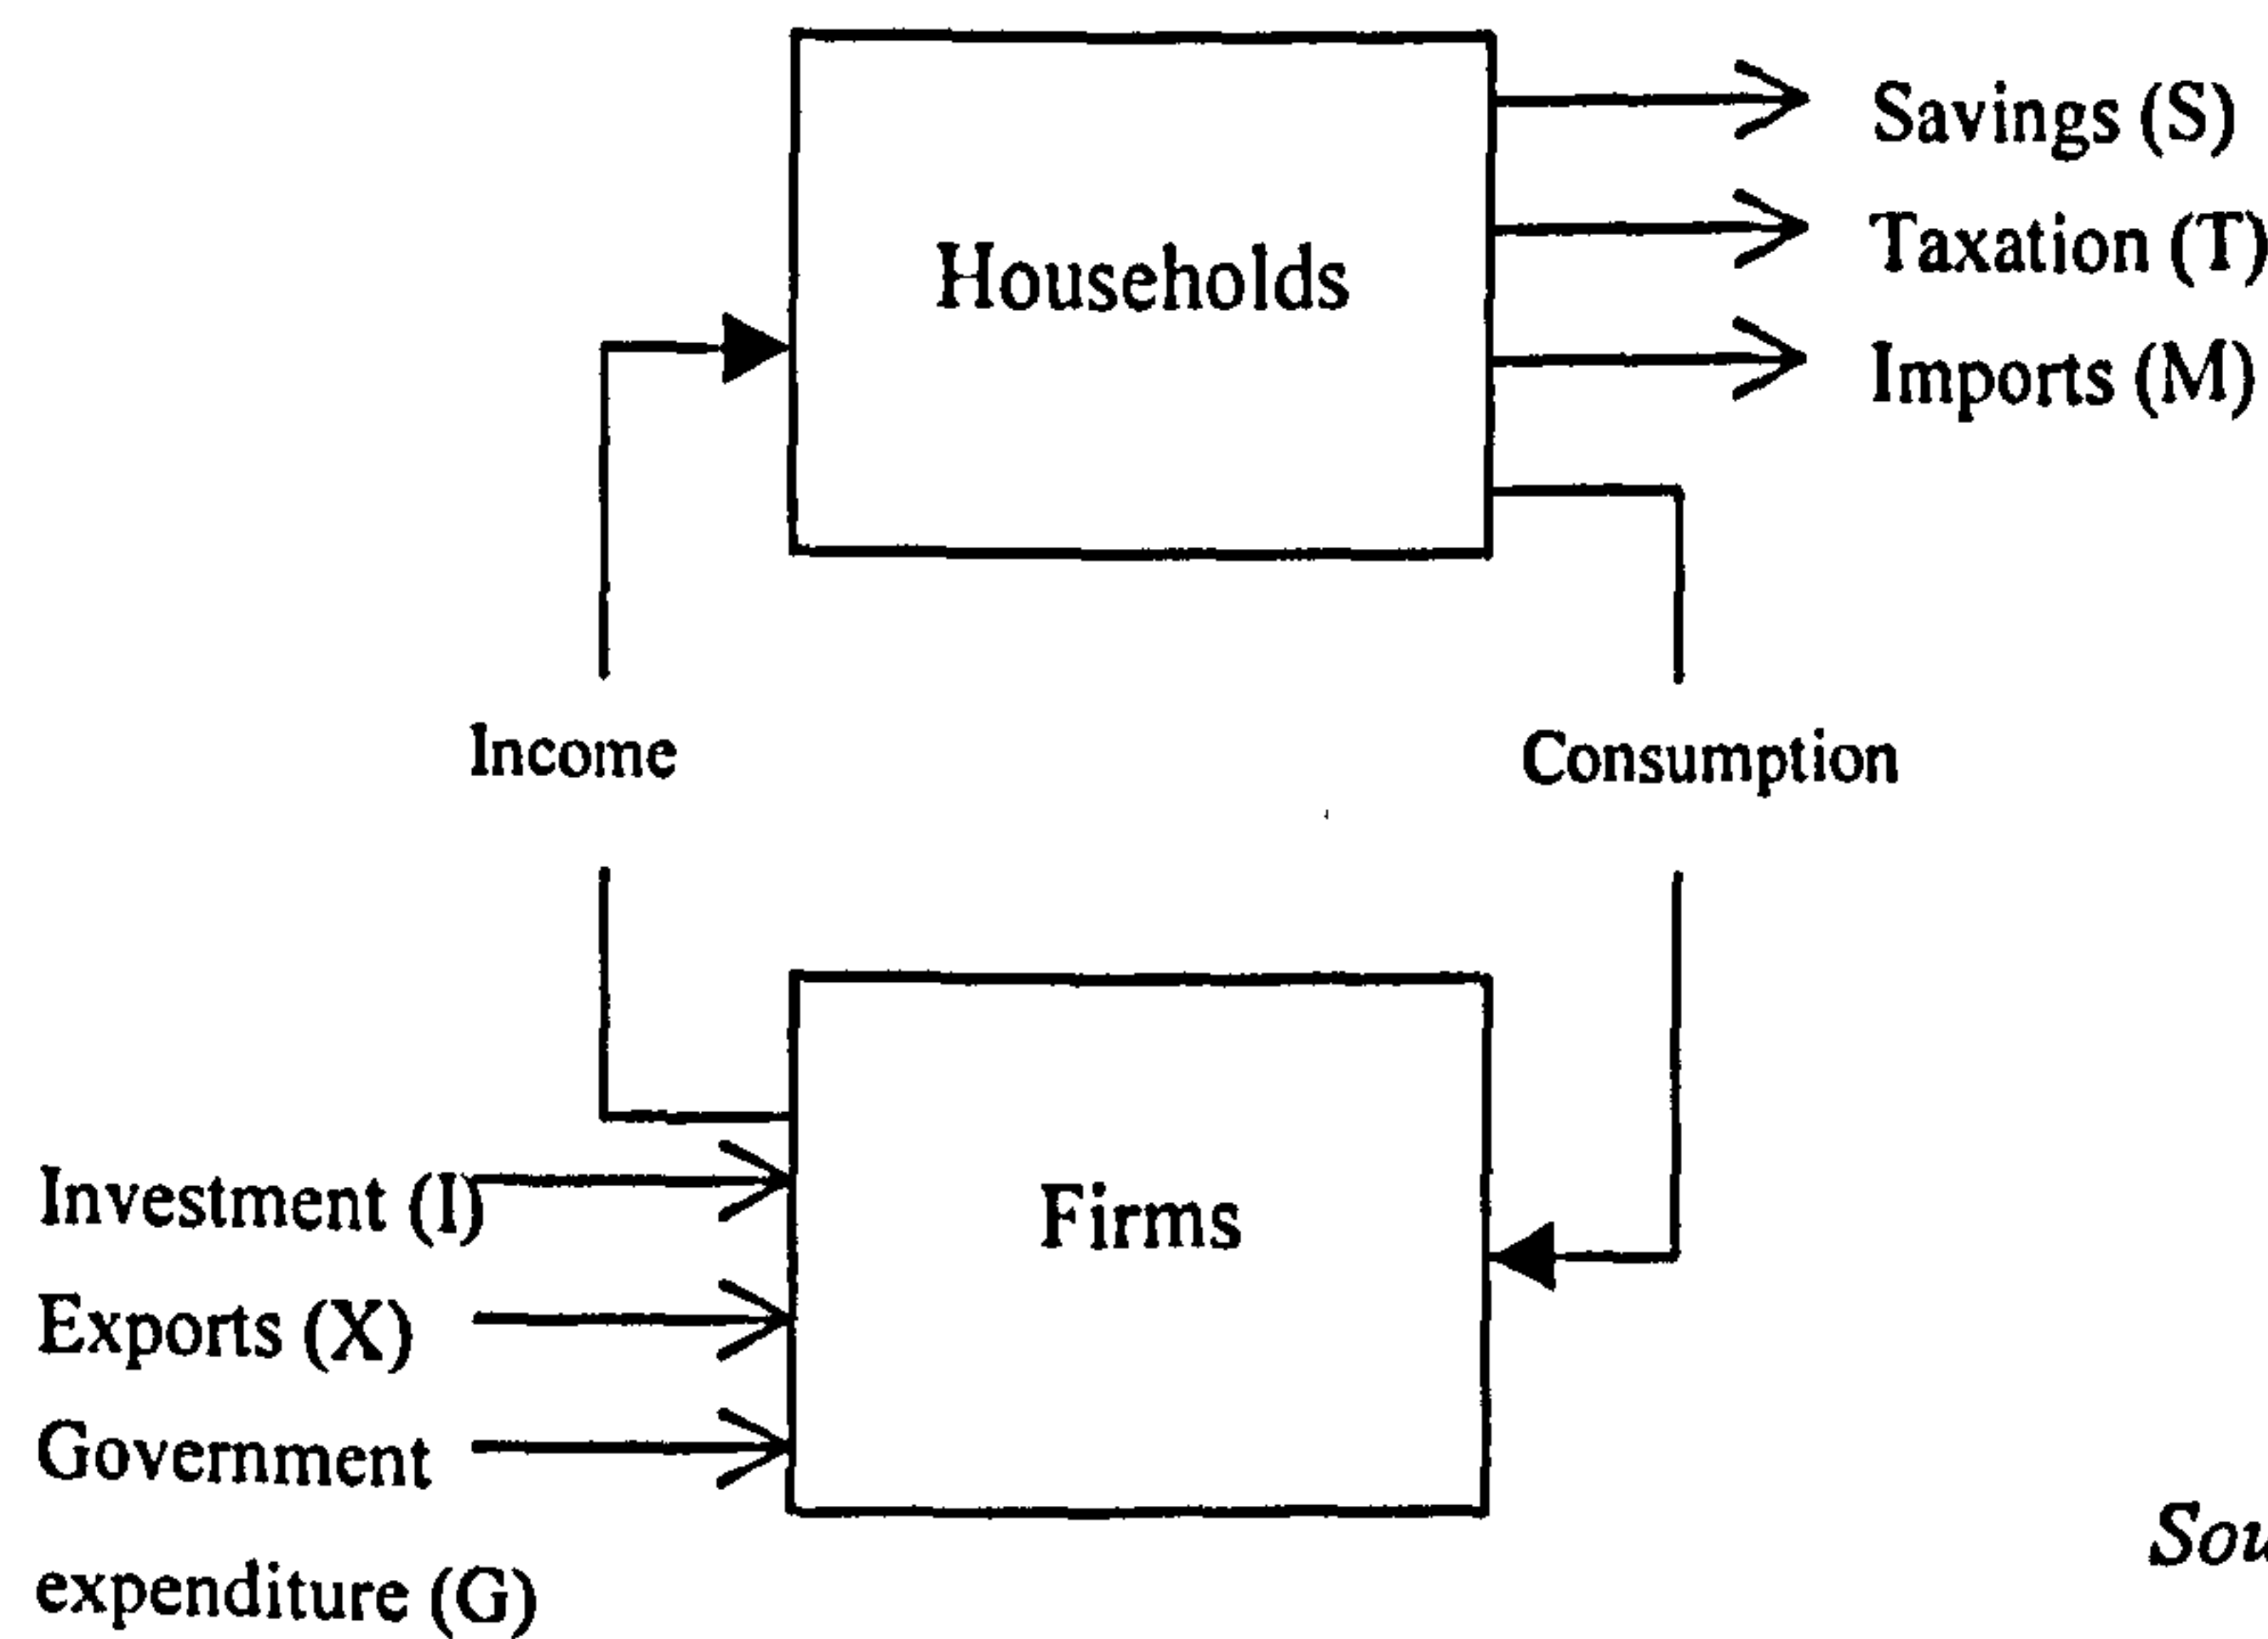 Savings (S)
Taxation (T)
Households
Imports (M)
Income
Consumption
Investment (I)
Firms
Exports (X)
Government
expenditure (G)